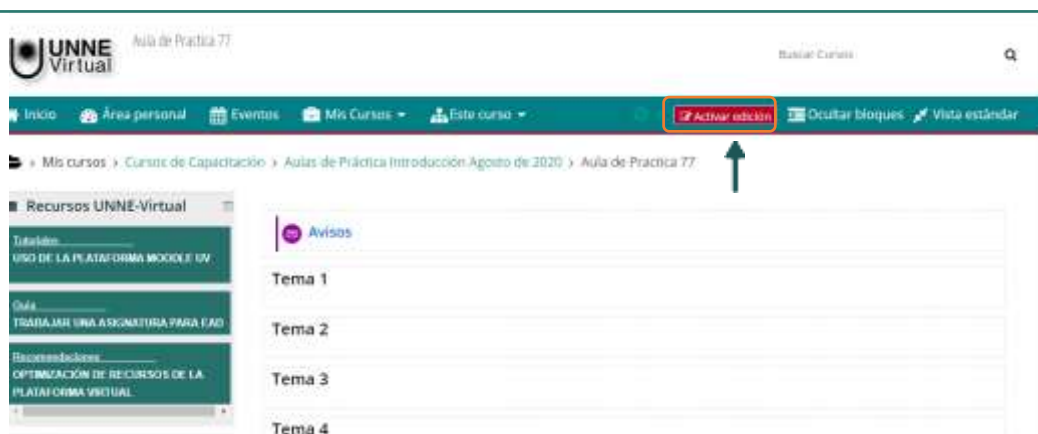 UNNE
Virtual
Aula de Practica 77
Buscar Cursos
Inicio Área personal Eventos Mis Cursos Este curso Activar edición Ocultar bloques Vista estándar
Mis cursos Cursos de Capacitación Aulas de Práctica Introducción Agosto de 2020 Aula de Practica 77
Recursos UNNE-Virtual
Tutoriales
USO DE LA PLATAFORMA MOODLE UV
Guía
TRABAJAR UNA ASIGNATURA PARA EAD
Recomendaciones
OPTIMIZACIÓN DE RECURSOS DE LA
PLATAFORMA VIRTUAL
Avisos
Tema 1
Tema 2
Tema 3
Tema 4